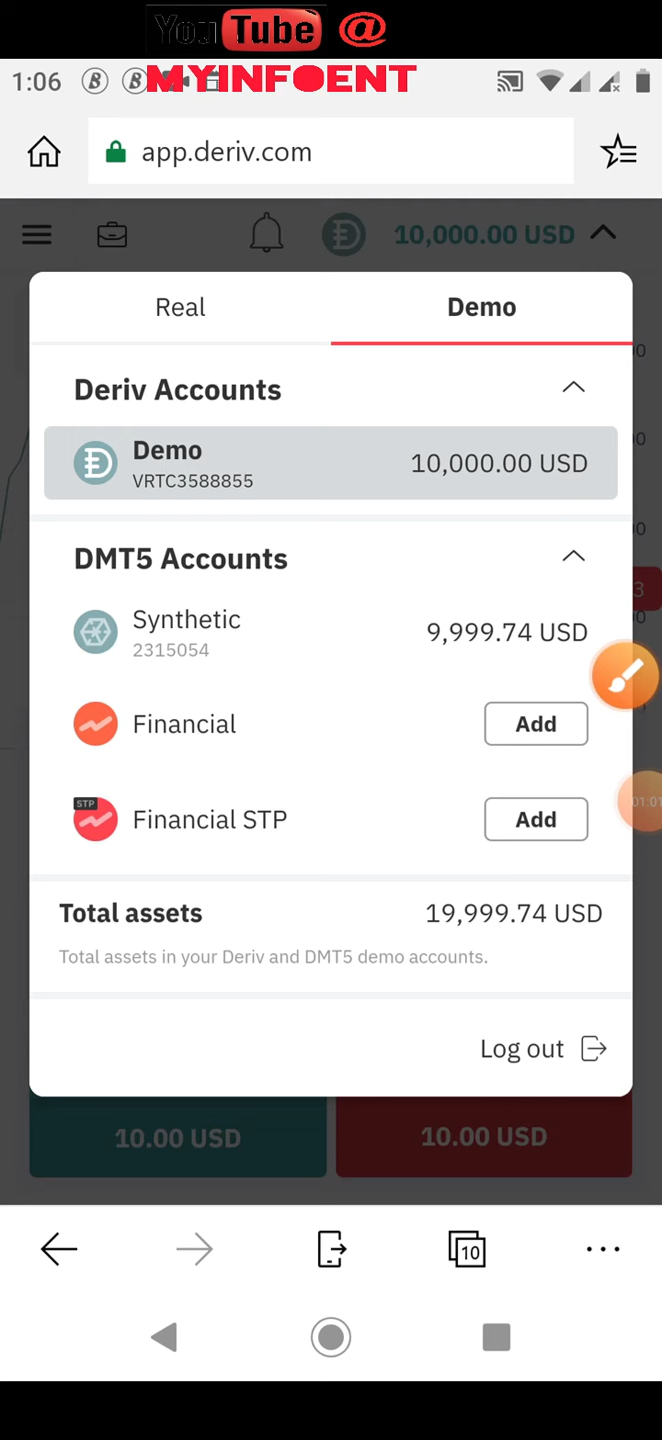 YouTube @
MYINFOENT
1:06
app.deriv.com
10,000.00 USD
Real
Demo
Deriv Accounts
Demo
10,000.00 USD
VRTC3588855
DMT5 Accounts
Synthetic
9,999.74 USD
2315054
Financial
Add
STP
Financial STP
Add
01:01
Total assets
19,999.74 USD
Total assets in your Deriv and DMT5 demo accounts.
Log out
10.00 USD
10.00 USD
10